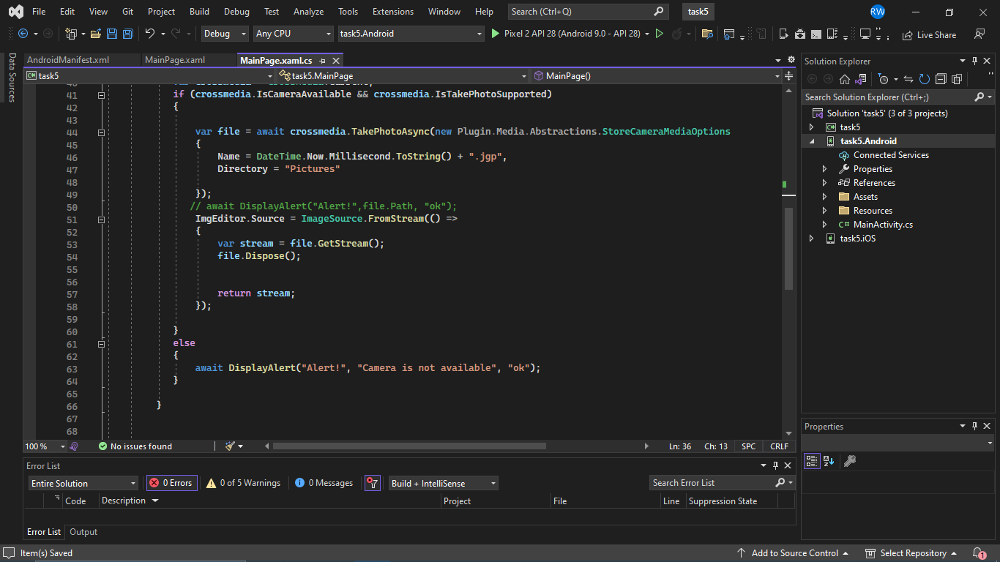 File Edit View Git Project Build Debug Test Analyze Tools Extensions Window Help Search (Ctrl+Q) task5 RW
Debug Any CPU task5.Android Pixel 2 API 28 (Android 9.0 - API 28) Live Share
Data Sources
AndroidManifest.xml MainPage.xaml MainPage.xaml.cs
task5 task5.MainPage MainPage()
41 if (crossmedia.IsCameraAvailable && crossmedia.IsTakePhotoSupported)
42 {
43
44 var file = await crossmedia.TakePhotoAsync(new Plugin.Media.Abstractions.StoreCameraMediaOptions
45 {
46 Name = DateTime.Now.Millisecond.ToString() + ".jgp",
47 Directory = "Pictures"
48
49 });
50 // await DisplayAlert("Alert!",file.Path, "ok");
51 ImgEditor.Source = ImageSource.FromStream(() =>
52 {
53 var stream = file.GetStream();
54 file.Dispose();
55
56
57 return stream;
58 });
59
60 }
61 else
62 {
63 await DisplayAlert("Alert!", "Camera is not available", "ok");
64 }
65
66 }
67
68
100 % No issues found Ln: 36 Ch: 13 SPC CRLF
Error List
Entire Solution 0 Errors 0 of 5 Warnings 0 Messages Build + IntelliSense Search Error List
Code Description Project File Line Suppression State
Error List Output
Solution Explorer
Search Solution Explorer (Ctrl+;)
Solution 'task5' (3 of 3 projects)
C# task5
task5.Android
Connected Services
Properties
References
Assets
Resources
C# MainActivity.cs
task5.iOS
Properties
Item(s) Saved Add to Source Control Select Repository 1